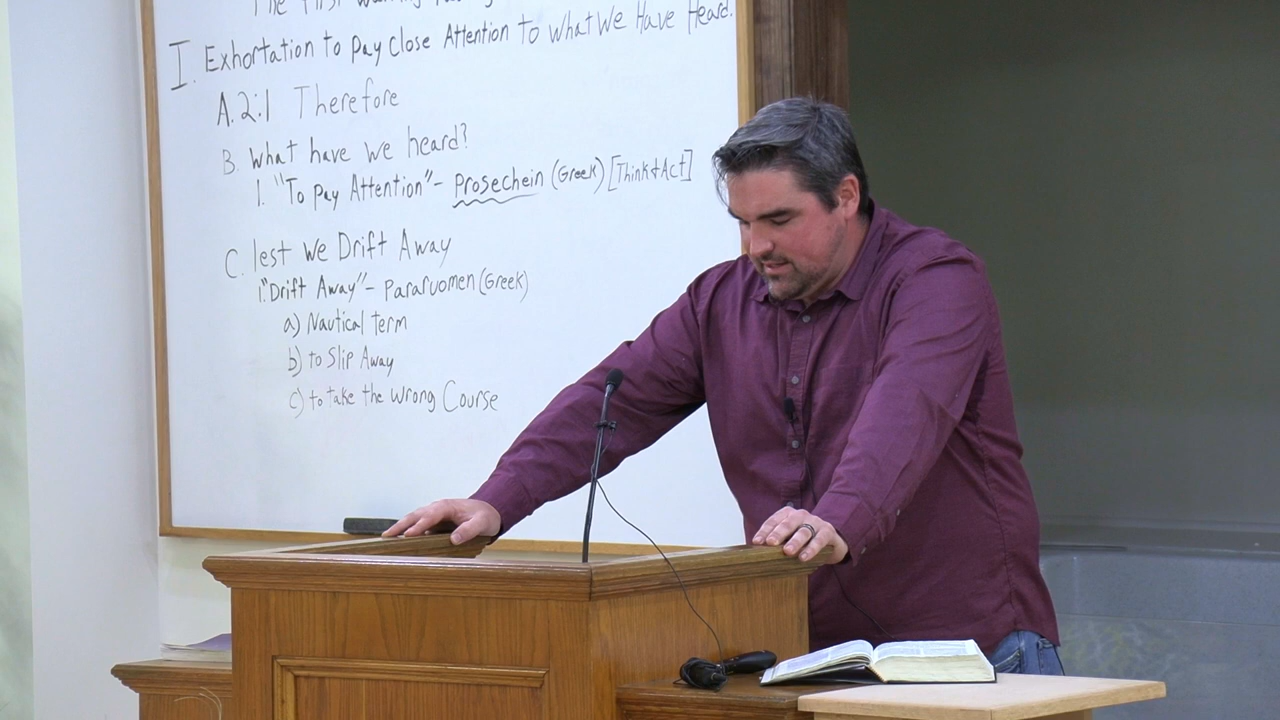 The First
I. Exhortation to Pay Close Attention To What We Have Heard.
A. 2:1 Therefore
B. What have we heard?
1. "To pay Attention"- Prosechein (Greek) [Think & Act]
C. lest We Drift Away
1. "Drift Away"- pararuomen (Greek)
a) Nautical term
b) to Slip Away
c) to take the Wrong Course